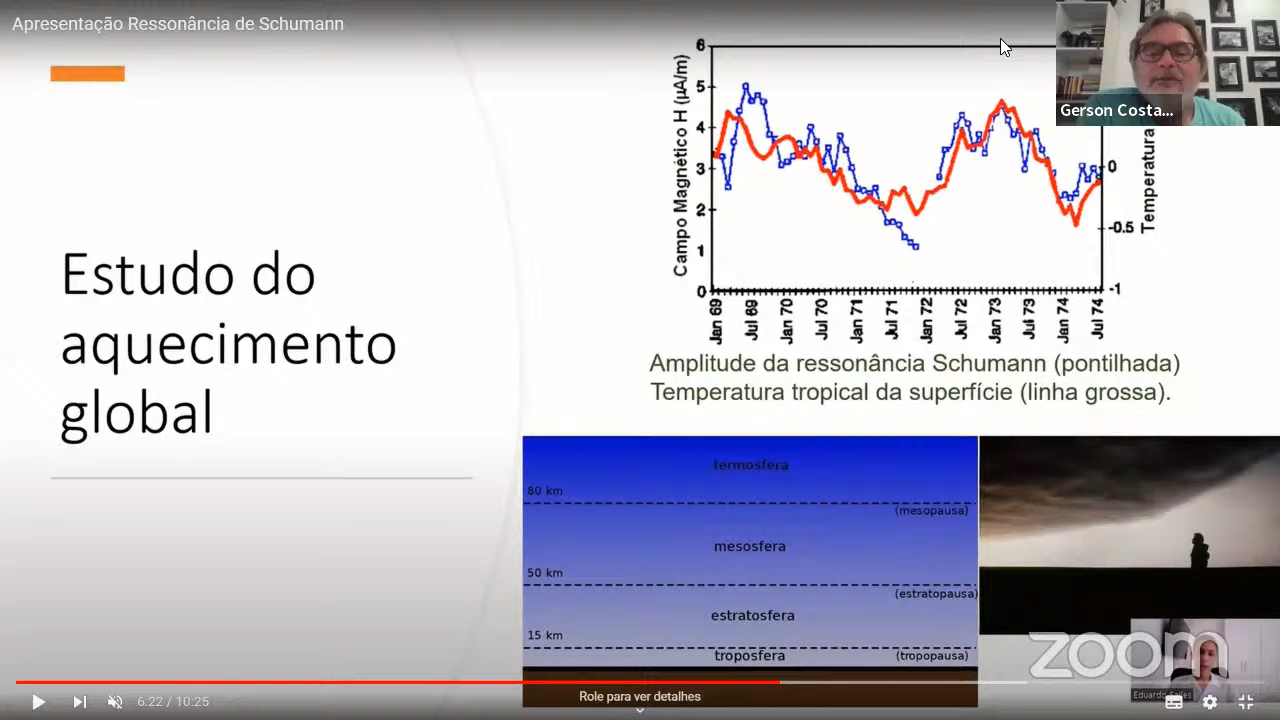 Apresentação Ressonância de Schumann
Gerson Costa...
Campo Magnético H (µA/m)
6
5
4
3
2
1
0
0
-0.5
-1
Temperatura
Jan 69
Jul 69
Jan 70
Jul 70
Jan 71
Jul 71
Jan 72
Jul 72
Jan 73
Jul 73
Jan 74
Jul 74
Estudo do
aquecimento
global
Amplitude da ressonância Schumann (pontilhada)
Temperatura tropical da superfície (linha grossa).
termosfera
80 km
(mesopausa)
mesosfera
50 km
(estratopausa)
estratosfera
15 km
troposfera
(tropopausa)
zoom
Eduardo Salles
6:22 / 10:25
Role para ver detalhes